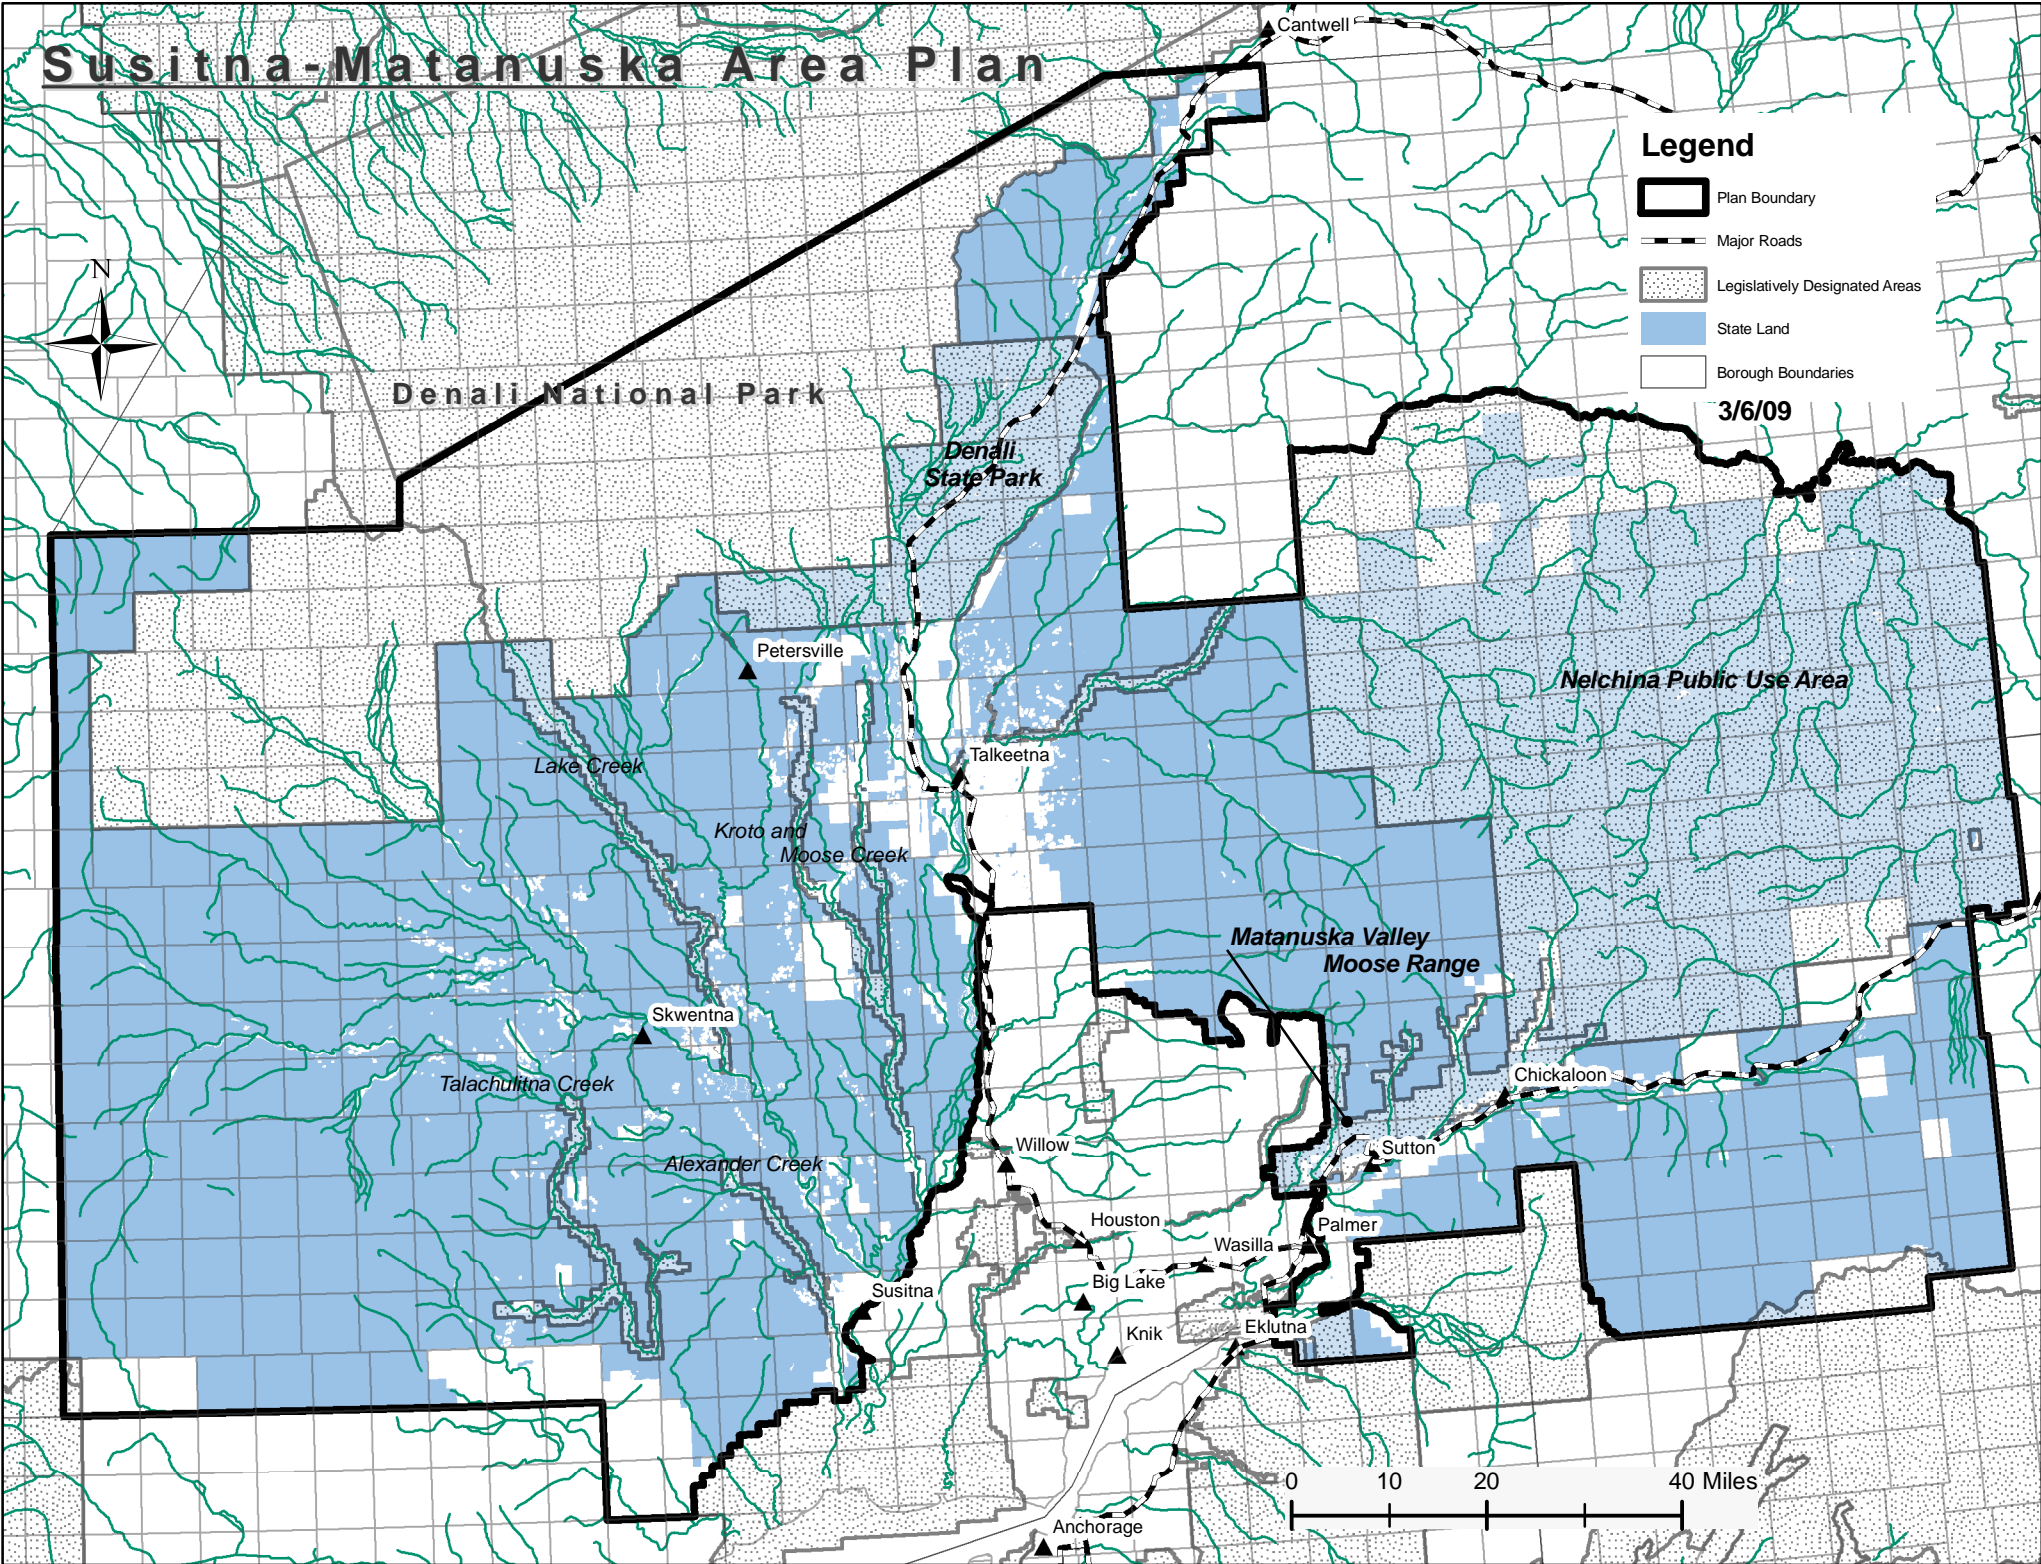 Susitna-Matanuska Area Plan
Cantwell
Legend
Plan Boundary
Major Roads
Legislatively Designated Areas
State Land
Borough Boundaries
3/6/09
N
Denali National Park
Denali
State Park
Petersville
Nelchina Public Use Area
Talkeetna
Lake Creek
Kroto and
Moose Creek
Matanuska Valley
Moose Range
Skwentna
Talachulitna Creek
Chickaloon
Willow
Sutton
Alexander Creek
Houston
Palmer
Wasilla
Big Lake
Susitna
Knik
Eklutna
0 10 20 40 Miles
Anchorage